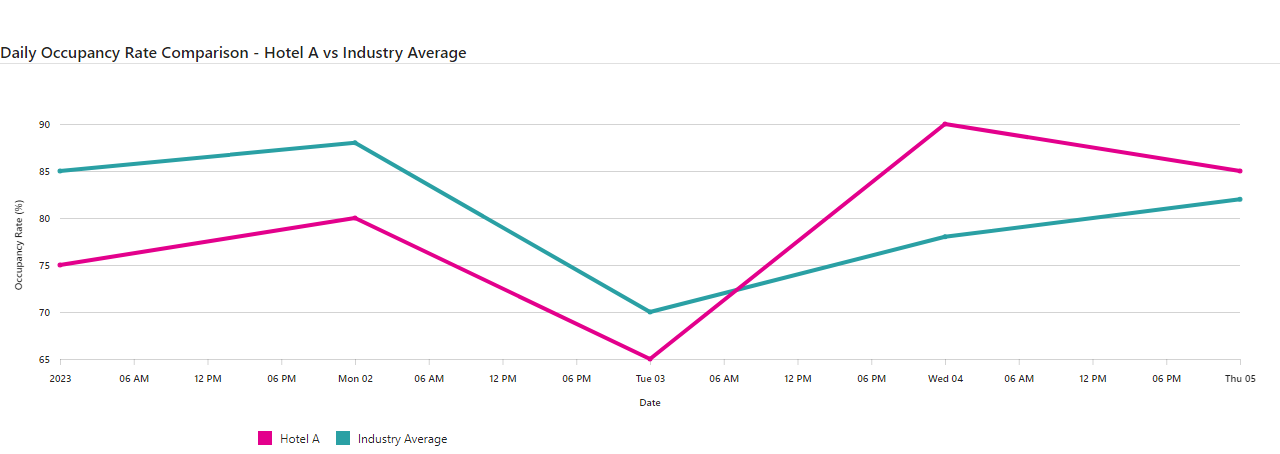 Daily Occupancy Rate Comparison - Hotel A vs Industry Average
Occupancy Rate (%)
90
85
80
75
70
65
2023 06 AM 12 PM 06 PM Mon 02 06 AM 12 PM 06 PM Tue 03 06 AM 12 PM 06 PM Wed 04 06 AM 12 PM 06 PM Thu 05
Date
Hotel A Industry Average